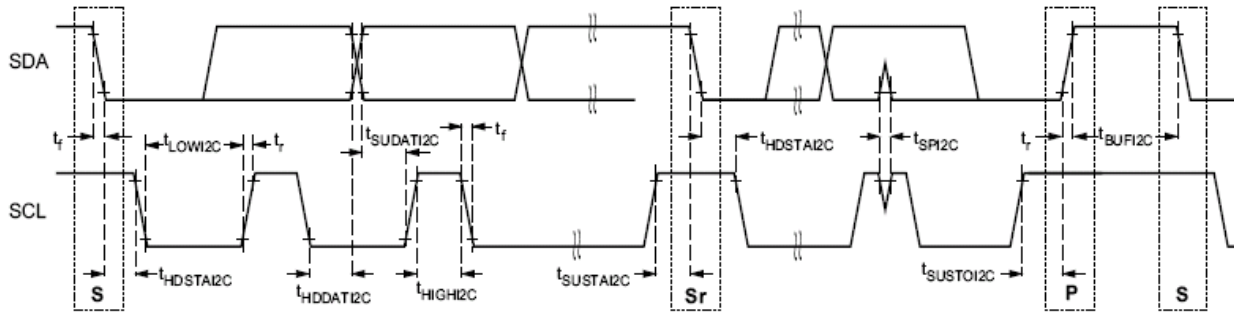 SDA
t_f t_LOWI2C t_r t_SUDATI2C t_f t_HDSTAI2C t_SPI2C t_r t_BUFI2C
SCL
t_HDSTAI2C t_HDDATI2C t_HIGHI2C t_SUSTAI2C t_SUSTOI2C
S Sr P S